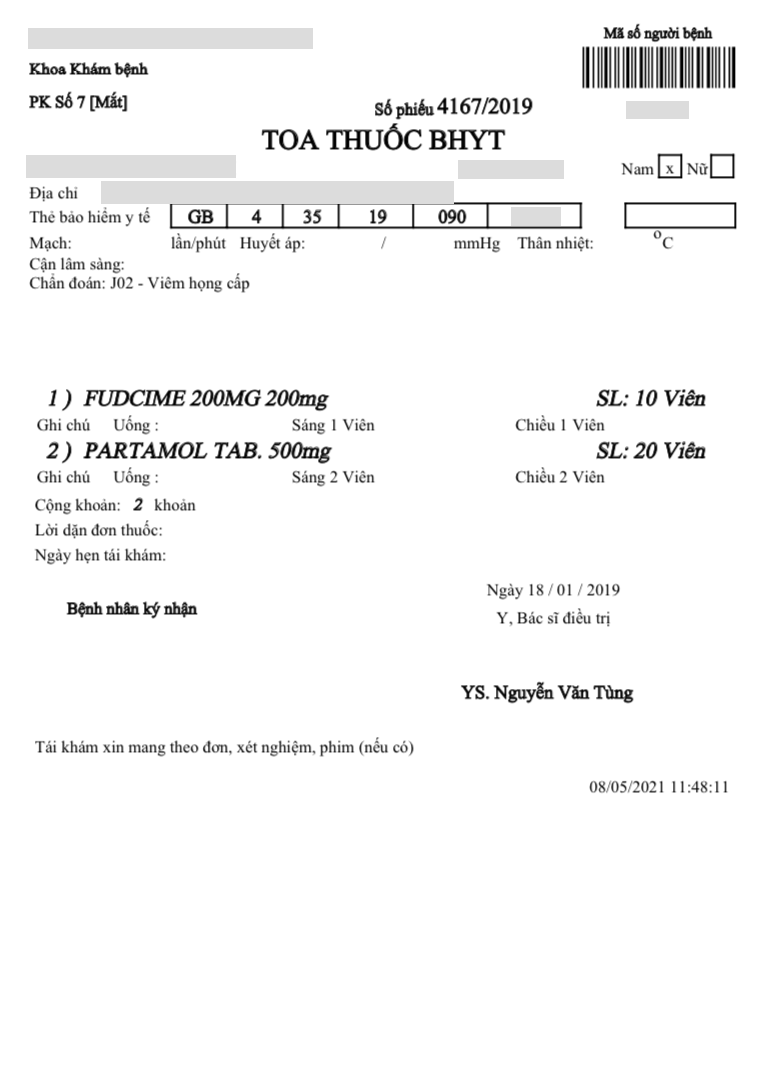 Mã số người bệnh
Khoa Khám bệnh
PK Số 7 [Mắt]
Số phiếu 4167/2019
TOA THUỐC BHYT
Nam x Nữ
Địa chỉ
Thẻ bảo hiểm y tế GB 4 35 19 090
Mạch: lần/phút Huyết áp: / mmHg Thân nhiệt: °C
Cận lâm sàng:
Chẩn đoán: J02 - Viêm họng cấp
1 ) FUDCIME 200MG 200mg SL: 10 Viên
Ghi chú Uống : Sáng 1 Viên Chiều 1 Viên
2 ) PARTAMOL TAB. 500mg SL: 20 Viên
Ghi chú Uống : Sáng 2 Viên Chiều 2 Viên
Cộng khoản: 2 khoản
Lời dặn đơn thuốc:
Ngày hẹn tái khám:
Ngày 18 / 01 / 2019
Bệnh nhân ký nhận
Y, Bác sĩ điều trị
YS. Nguyễn Văn Tùng
Tái khám xin mang theo đơn, xét nghiệm, phim (nếu có)
08/05/2021 11:48:11